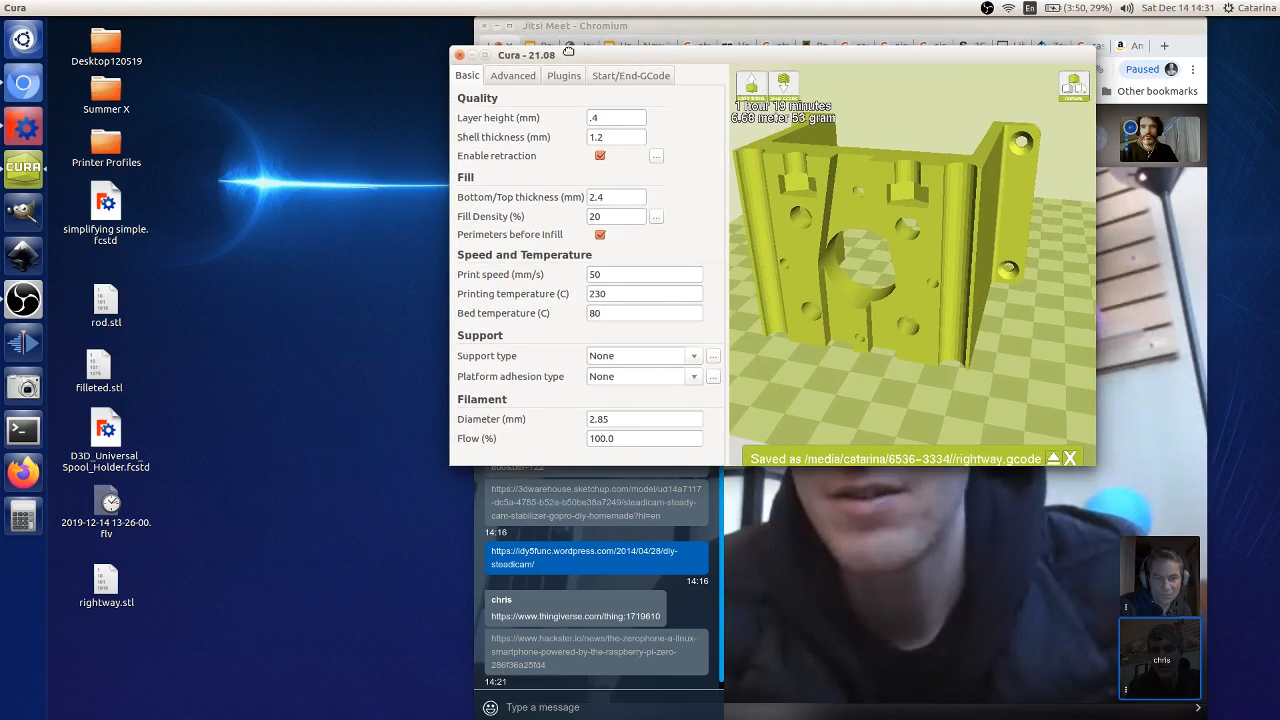 Cura
En
(3:50, 29%)
Sat Dec 14 14:31
Catarina
Jitsi Meet - Chromium
Cura - 21.08
Basic
Advanced
Plugins
Start/End-GCode
Paused
Other bookmarks
Quality
Layer height (mm)
.4
Shell thickness (mm)
1.2
Enable retraction
...
Fill
Bottom/Top thickness (mm)
2.4
Fill Density (%)
20
...
Perimeters before Infill
Speed and Temperature
Print speed (mm/s)
50
Printing temperature (C)
230
Bed temperature (C)
80
Support
Support type
None
...
Platform adhesion type
None
...
Filament
Diameter (mm)
2.85
Flow (%)
100.0
1 hour 19 minutes
6.68 meter 53 gram
Saved as /media/catarina/6536-3334//rightway.gcode
Desktop120519
Summer X
Printer Profiles
simplifying simple.
fcstd
rod.stl
filleted.stl
D3D_Universal_
Spool_Holder.fcstd
2019-12-14 13-26-00.
flv
rightway.stl
CURA
https://3dwarehouse.sketchup.com/model/ud14a7117
-dc5a-4785-b52a-b50be38a7249/steadicam-steady-
cam-stabilizer-gopro-diy-homemade?hl=en
14:16
https://idy5func.wordpress.com/2014/04/28/diy-
steadicam/
14:16
chris
https://www.thingiverse.com/thing:1719610
https://www.hackster.io/news/the-zerophone-a-linux-
smartphone-powered-by-the-raspberry-pi-zero-
286f36a25fd4
14:21
Type a message
chris